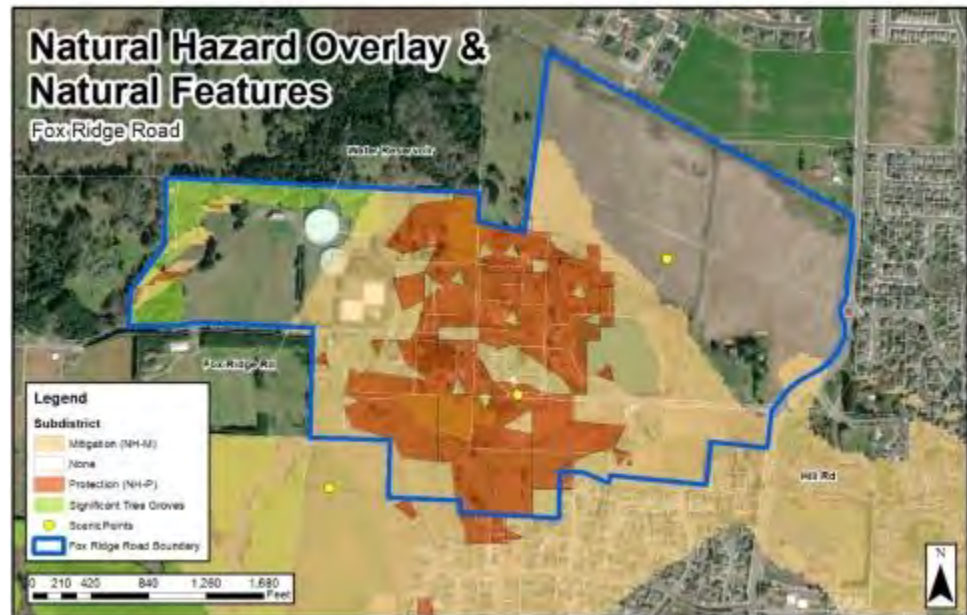 Natural Hazard Overlay &
Natural Features
Fox Ridge Road
Water Reservoir
Fox Ridge Rd
Hill Rd
Legend
Subdistrict
Mitigation (NH-M)
None
Protection (NH-P)
Significant Tree Groves
Scenic Points
Fox Ridge Road Boundary
0 210 420 840 1,260 1,680
Feet
N